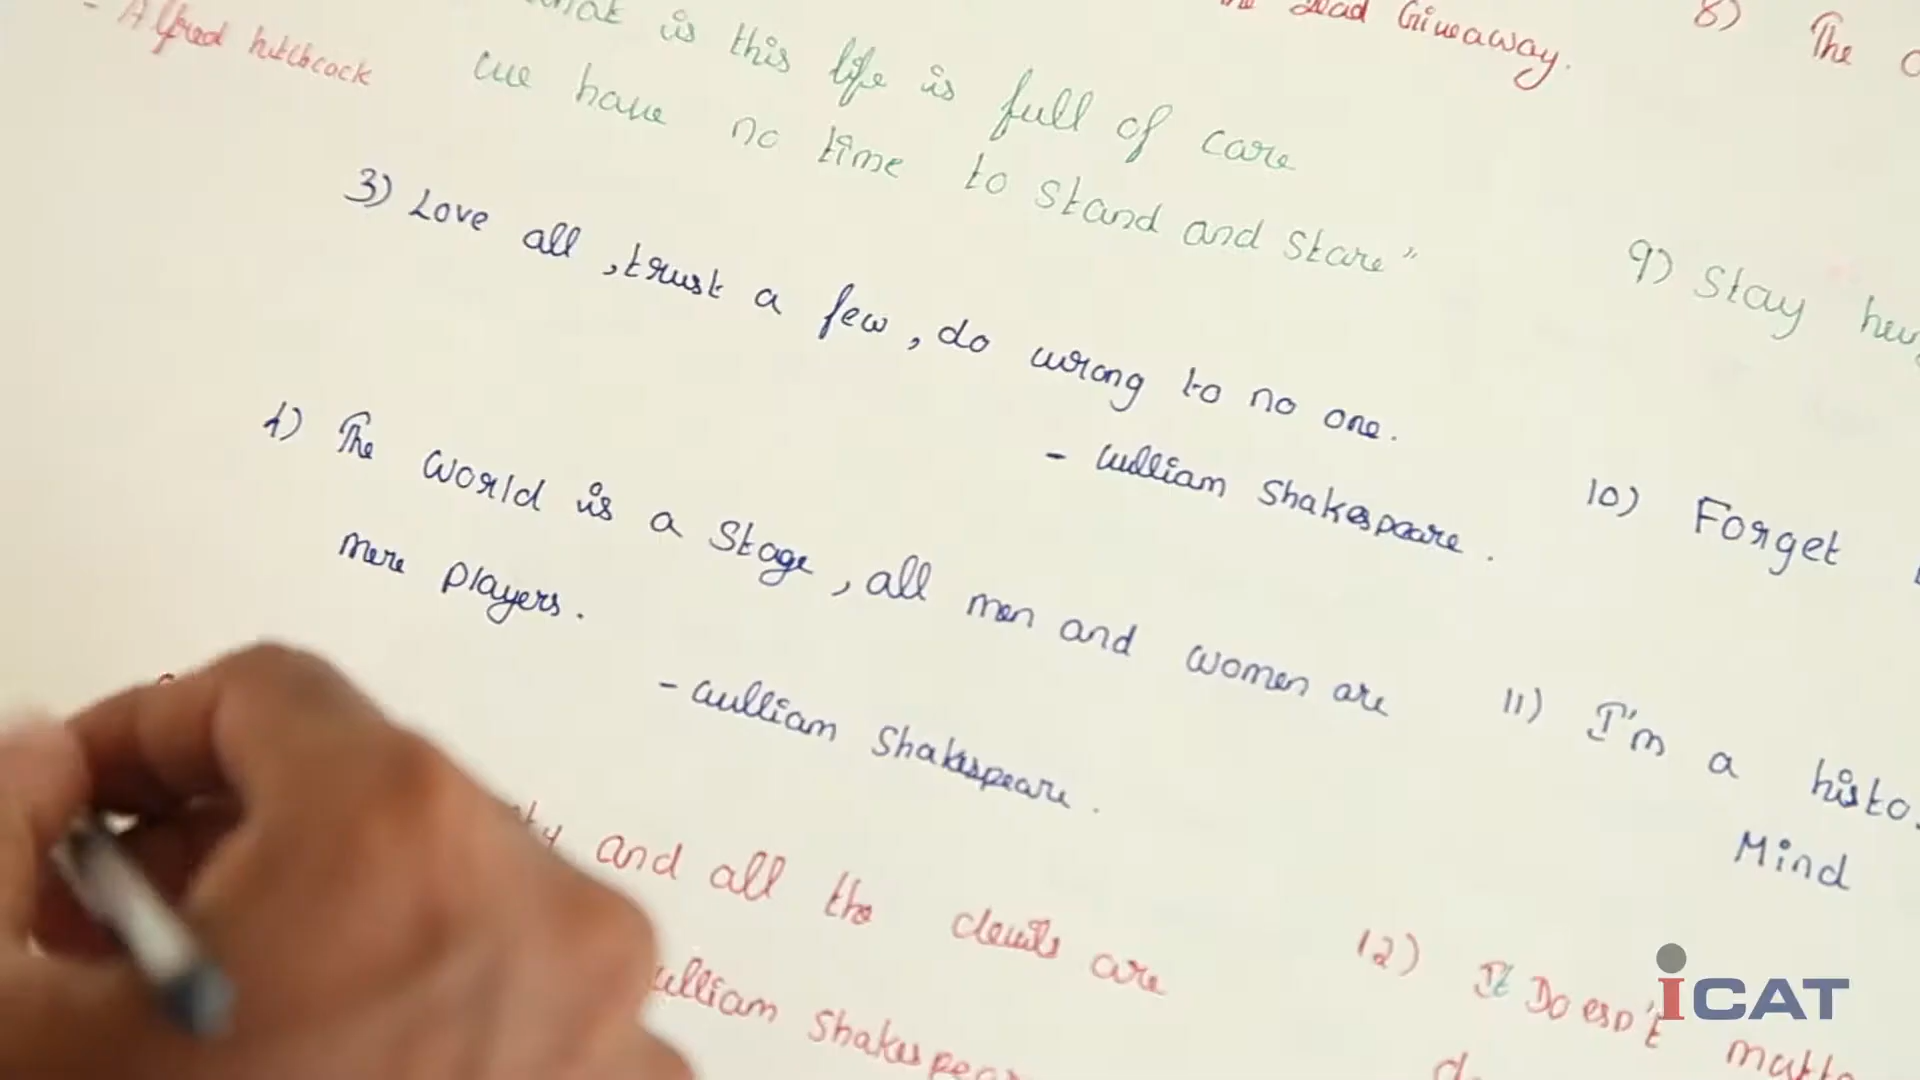 - Alfred hitchcock
what is this life is full of care
we have no time to stand and stare"
3) Love all, trust a few, do wrong to no one.
- william Shakespeare.
4) The world is a stage, all men and women are
mere players.
- william Shakespeare.
and all the devils are
william Shakespear
Dead Giveaway.
8) The
9) Stay
10) Forget
11) I'm a
Mind
12) It Doesn't
iCAT